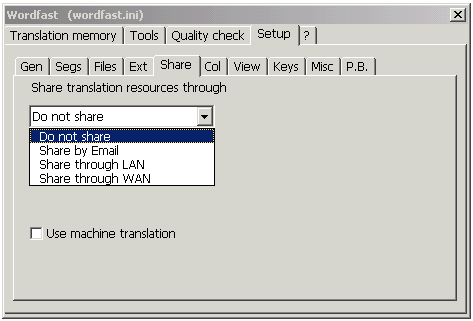 Wordfast (wordfast.ini)
Translation memory Tools Quality check Setup ?
Gen Segs Files Ext Share Col View Keys Misc P.B.
Share translation resources through
Do not share
Do not share
Share by Email
Share through LAN
Share through WAN
Use machine translation